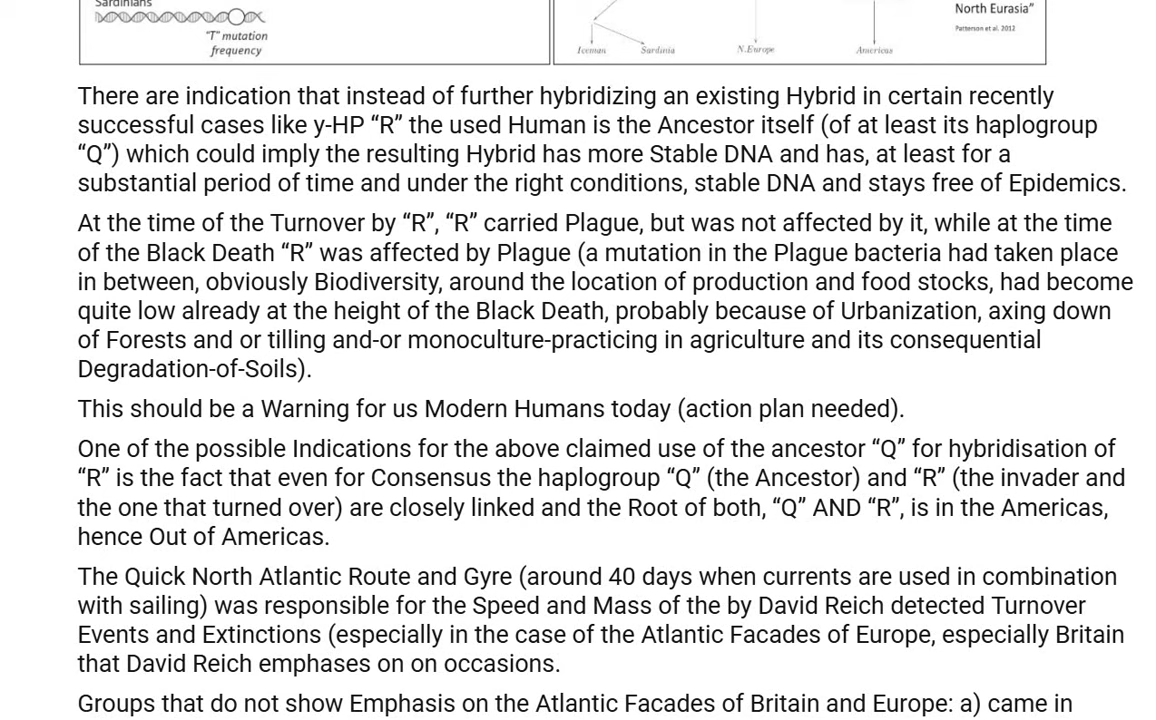 Sardinians
"T" mutation
frequency
North Eurasia”
Patterson et al. 2012
Iceman
Sardinia
N.Europe
Americas
There are indication that instead of further hybridizing an existing Hybrid in certain recently
successful cases like y-HP “R” the used Human is the Ancestor itself (of at least its haplogroup
“Q”) which could imply the resulting Hybrid has more Stable DNA and has, at least for a
substantial period of time and under the right conditions, stable DNA and stays free of Epidemics.
At the time of the Turnover by “R”, “R” carried Plague, but was not affected by it, while at the time
of the Black Death “R” was affected by Plague (a mutation in the Plague bacteria had taken place
in between, obviously Biodiversity, around the location of production and food stocks, had become
quite low already at the height of the Black Death, probably because of Urbanization, axing down
of Forests and or tilling and-or monoculture-practicing in agriculture and its consequential
Degradation-of-Soils).
This should be a Warning for us Modern Humans today (action plan needed).
One of the possible Indications for the above claimed use of the ancestor “Q” for hybridisation of
“R” is the fact that even for Consensus the haplogroup “Q” (the Ancestor) and “R” (the invader and
the one that turned over) are closely linked and the Root of both, “Q” AND “R”, is in the Americas,
hence Out of Americas.
The Quick North Atlantic Route and Gyre (around 40 days when currents are used in combination
with sailing) was responsible for the Speed and Mass of the by David Reich detected Turnover
Events and Extinctions (especially in the case of the Atlantic Facades of Europe, especially Britain
that David Reich emphases on on occasions.
Groups that do not show Emphasis on the Atlantic Facades of Britain and Europe: a) came in